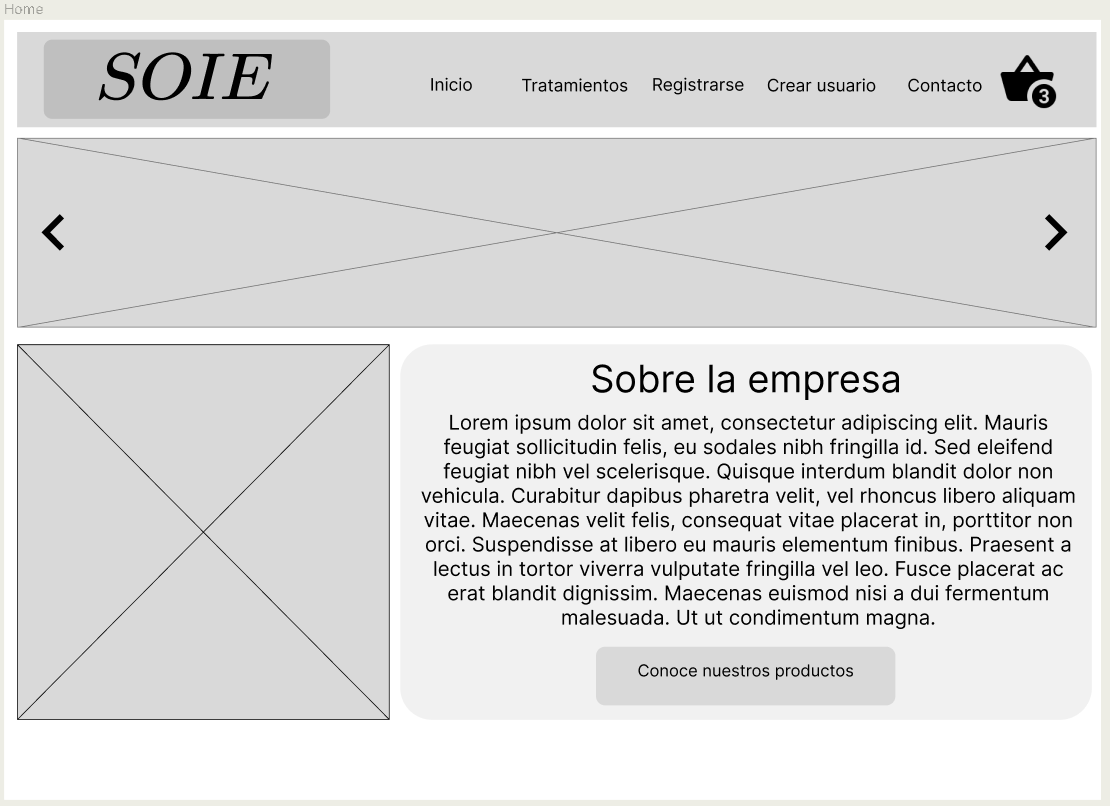 Home
SOIE
Inicio Tratamientos Registrarse Crear usuario Contacto 3
Sobre la empresa
Lorem ipsum dolor sit amet, consectetur adipiscing elit. Mauris
feugiat sollicitudin felis, eu sodales nibh fringilla id. Sed eleifend
feugiat nibh vel scelerisque. Quisque interdum blandit dolor non
vehicula. Curabitur dapibus pharetra velit, vel rhoncus libero aliquam
vitae. Maecenas velit felis, consequat vitae placerat in, porttitor non
orci. Suspendisse at libero eu mauris elementum finibus. Praesent a
lectus in tortor viverra vulputate fringilla vel leo. Fusce placerat ac
erat blandit dignissim. Maecenas euismod nisi a dui fermentum
malesuada. Ut ut condimentum magna.
Conoce nuestros productos